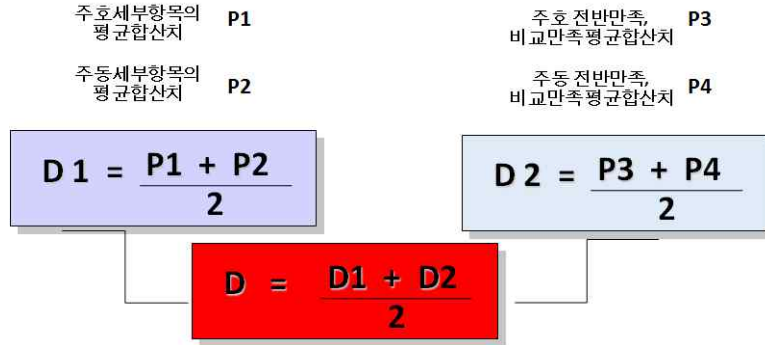 주호세부항목의
평균합산치 P1
주동세부항목의
평균합산치 P2
주호 전반만족,
비교만족평균합산치 P3
주동 전반만족,
비교만족평균합산치 P4
D 1 = P1 + P2
2
D 2 = P3 + P4
2
D = D1 + D2
2